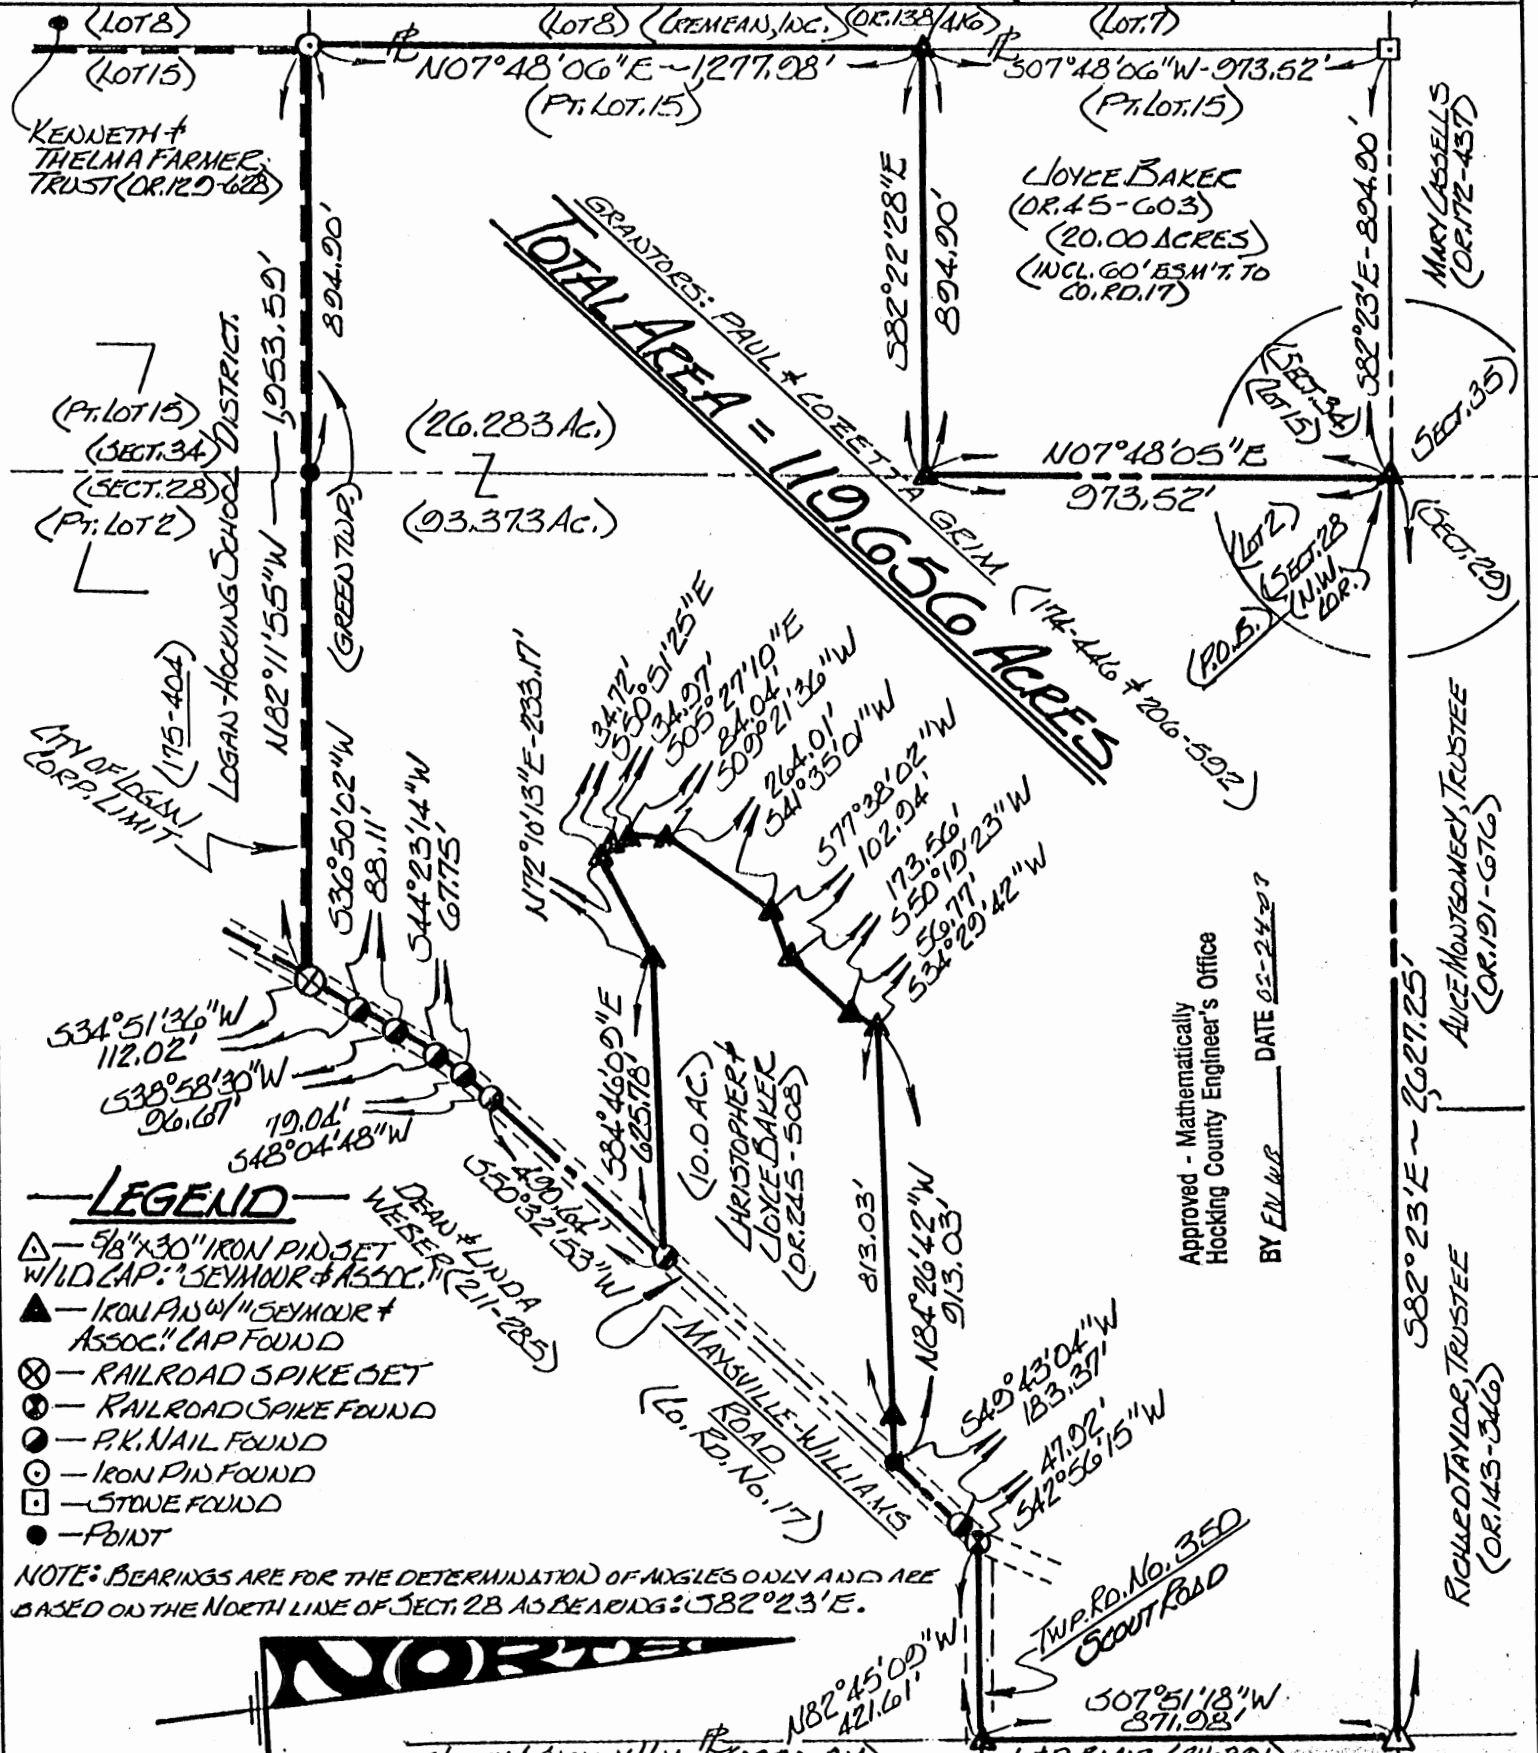 (LOT 8)
(LOT 15)
(LOT 8) (CREMEAN, INC.) (OR. 138/446)
(LOT. 7)
N07°48'06"E ~ 1,277.98'
(PT. LOT. 15)
S07°48'06"W - 973.52'
(PT. LOT. 15)
KENNETH &
THELMA FARMER,
TRUST (OR. 129-628)
894.90'
S82°22'28"E
894.90'
JOYCE BAKER
(OR. 45-603)
(20.00 ACRES)
(INCL. 60' ESM'T. TO
CO. RD. 17)
S82°23'E - 894.90'
MARY CASSELLS
(OR. 172-437)
GRANTORS: PAUL & COZETTA GRIM (174-446 & 206-592)
TOTAL AREA = 119.656 ACRES
(PT. LOT 15)
(SECT. 34)
(SECT. 28)
(PT. LOT 2)
LOGAN-HOCKING SCHOOL DISTRICT.
(175-404)
N82°11'55"W — 1,953.59'
(GREEN TWP.)
(26.283 AC.)
(93.373 AC.)
N07°48'05"E
973.52'
(SECT. 34)
(LOT 15)
SECT. 35)
(LOT 2)
(SECT. 28
(N.W.
COR.)
(SECT. 29)
(P.O.B.)
CITY OF LOGAN
CORP. LIMIT
S36°50'02"W
88.11'
S44°23'14"W
67.75'
N72°10'13"E - 233.17'
34.72'
S50°51'25"E
34.97'
S05°27'10"E
84.04'
S09°21'36"W
264.01'
S41°35'01"W
S77°38'02"W
102.94'
173.56'
S50°19'23"W
56.77'
S34°29'42"W
Approved - Mathematically
Hocking County Engineer's Office
BY DATE
ALICE MONTGOMERY, TRUSTEE
(OR. 191-676)
S34°51'36"W
112.02'
S38°58'30"W
96.67'
79.04'
S48°04'48"W
490.64'
S50°32'53"W
S84°46'09"E
625.78'
(10.0 AC.)
CHRISTOPHER &
JOYCE BAKER
(OR. 245-508)
813.03'
N84°26'42"W
913.03'
S82°23'E ~ 2,627.25'
DEAN & LINDA
WEBER (211-285)
LEGEND
5/8"X30" IRON PIN SET
W/I.D. CAP: "SEYMOUR & ASSOC."
IRON PIN W/"SEYMOUR &
ASSOC." CAP FOUND
RAILROAD SPIKE SET
RAILROAD SPIKE FOUND
P.K. NAIL FOUND
IRON PIN FOUND
STONE FOUND
POINT
MAYSVILLE-WILLIAMS
ROAD
(CO. RD. NO. 17)
S49°43'04"W
183.37'
47.92'
S42°56'15"W
RICHARD TAYLOR, TRUSTEE
(OR. 143-346)
NOTE: BEARINGS ARE FOR THE DETERMINATION OF ANGLES ONLY AND ARE
BASED ON THE NORTH LINE OF SECT. 28 AS BEARING: S82°23'E.
TWP. RD. NO. 350
SCOUT ROAD
NORTH
N82°45'09"W
421.61'
S07°51'18"W
871.98'